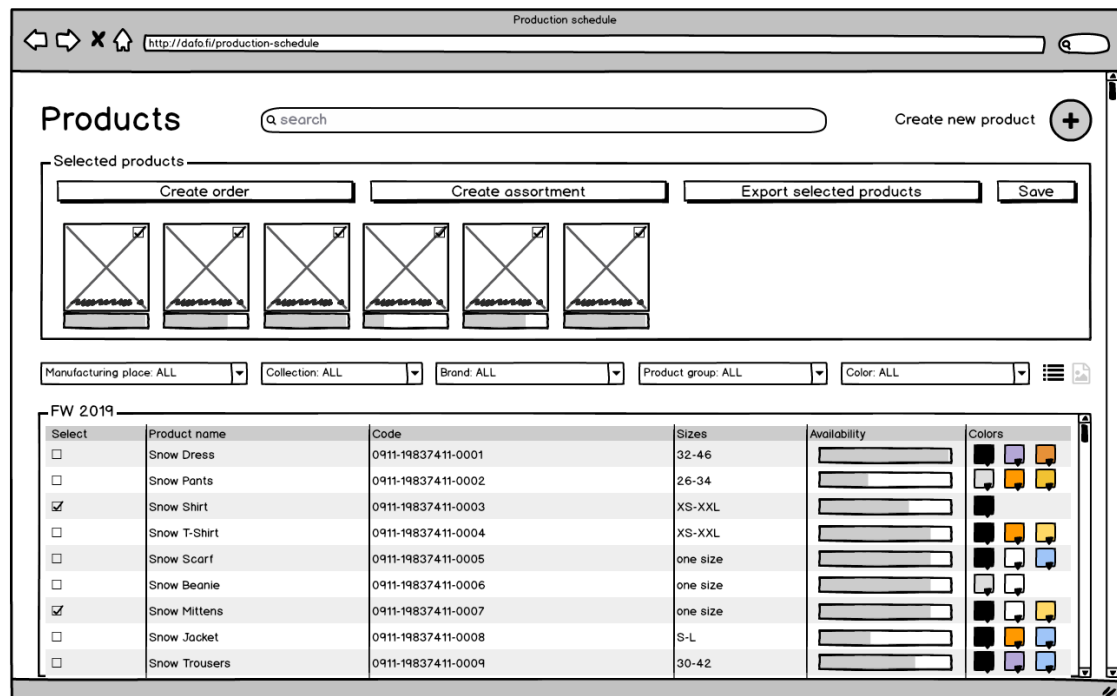 Production schedule
http://dafo.fi/production-schedule
Products
search
Create new product
Selected products
Create order
Create assortment
Export selected products
Save
Manufacturing place: ALL
Collection: ALL
Brand: ALL
Product group: ALL
Color: ALL
FW 2019
Select Product name Code Sizes Availability Colors
Snow Dress 0911-19837411-0001 32-46
Snow Pants 0911-19837411-0002 26-34
Snow Shirt 0911-19837411-0003 XS-XXL
Snow T-Shirt 0911-19837411-0004 XS-XXL
Snow Scarf 0911-19837411-0005 one size
Snow Beanie 0911-19837411-0006 one size
Snow Mittens 0911-19837411-0007 one size
Snow Jacket 0911-19837411-0008 S-L
Snow Trousers 0911-19837411-0009 30-42